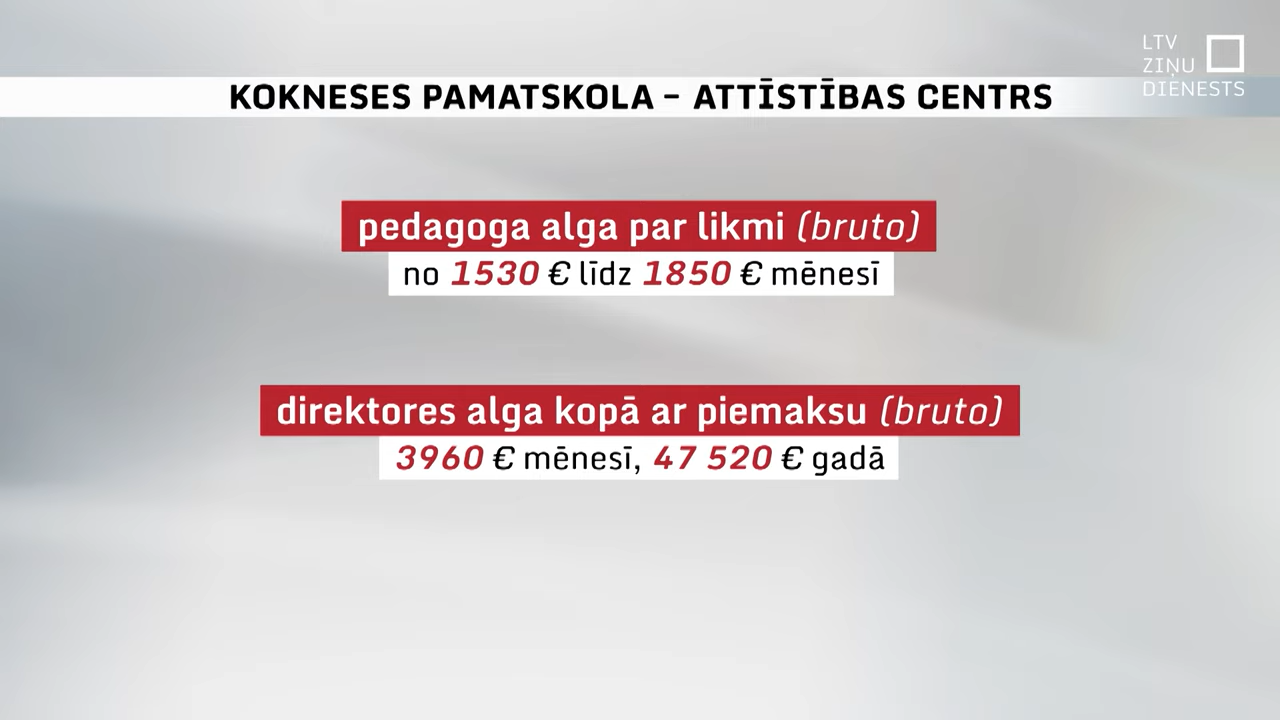 LTV
ZIŅU
DIENESTS
KOKNESES PAMATSKOLA – ATTĪSTĪBAS CENTRS
pedagoga alga par likmi (bruto)
no 1530 € līdz 1850 € mēnesī
direktores alga kopā ar piemaksu (bruto)
3960 € mēnesī, 47 520 € gadā